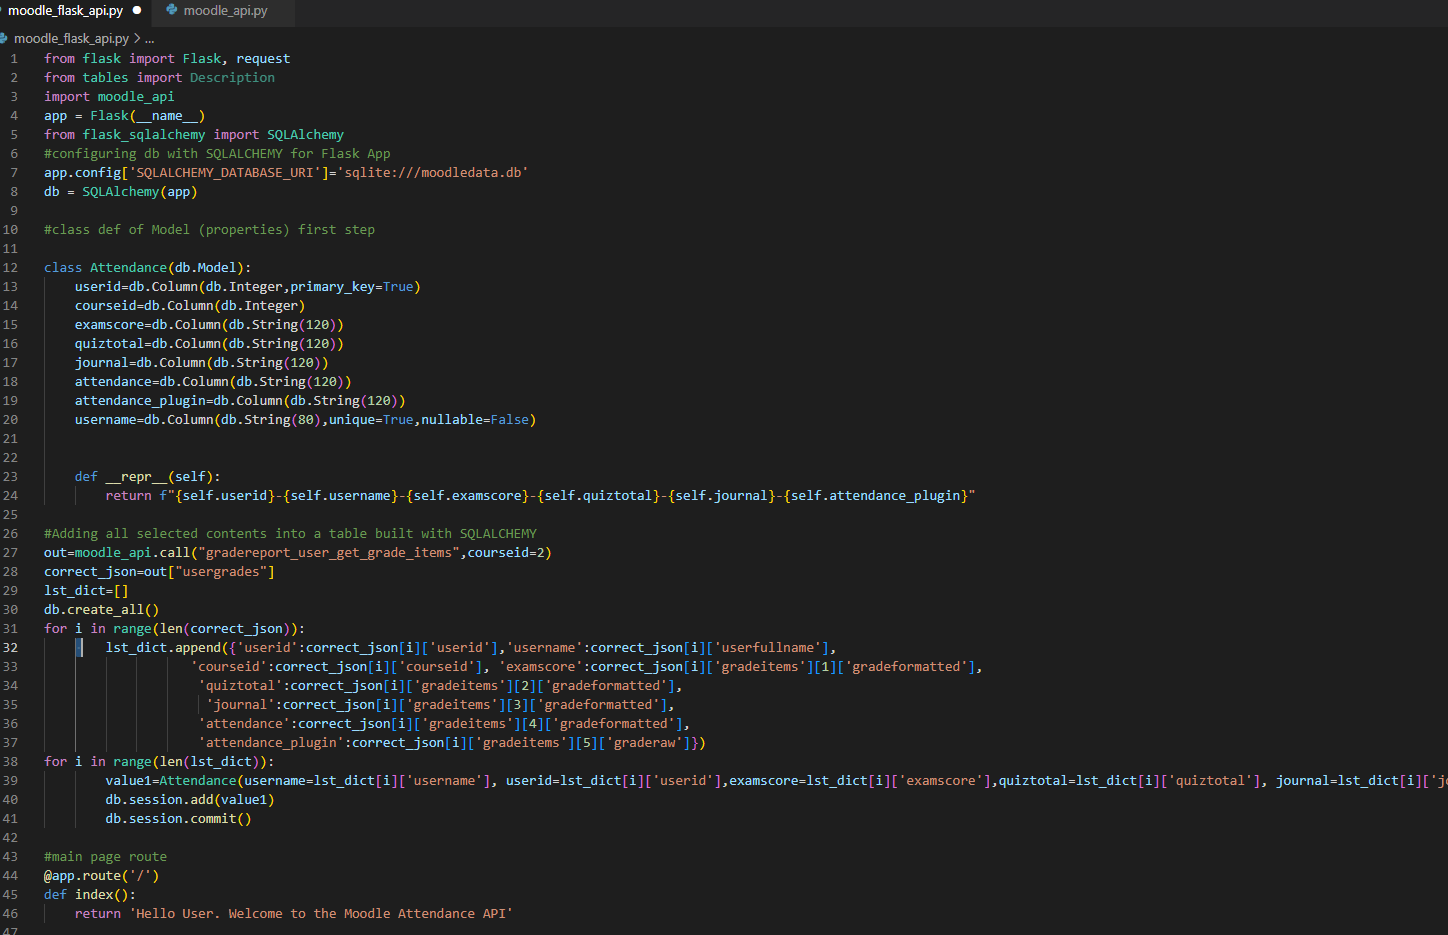 moodle_flask_api.py ● moodle_api.py
moodle_flask_api.py > ...
1 from flask import Flask, request
2 from tables import Description
3 import moodle_api
4 app = Flask(__name__)
5 from flask_sqlalchemy import SQLAlchemy
6 #configuring db with SQLALCHEMY for Flask App
7 app.config['SQLALCHEMY_DATABASE_URI']='sqlite:///moodledata.db'
8 db = SQLAlchemy(app)
9
10 #class def of Model (properties) first step
11
12 class Attendance(db.Model):
13     userid=db.Column(db.Integer,primary_key=True)
14     courseid=db.Column(db.Integer)
15     examscore=db.Column(db.String(120))
16     quiztotal=db.Column(db.String(120))
17     journal=db.Column(db.String(120))
18     attendance=db.Column(db.String(120))
19     attendance_plugin=db.Column(db.String(120))
20     username=db.Column(db.String(80),unique=True,nullable=False)
21
22
23     def __repr__(self):
24         return f"{self.userid}-{self.username}-{self.examscore}-{self.quiztotal}-{self.journal}-{self.attendance_plugin}"
25
26 #Adding all selected contents into a table built with SQLALCHEMY
27 out=moodle_api.call("gradereport_user_get_grade_items",courseid=2)
28 correct_json=out["usergrades"]
29 lst_dict=[]
30 db.create_all()
31 for i in range(len(correct_json)):
32         lst_dict.append({'userid':correct_json[i]['userid'],'username':correct_json[i]['userfullname'],
33                    'courseid':correct_json[i]['courseid'], 'examscore':correct_json[i]['gradeitems'][1]['gradeformatted'],
34                     'quiztotal':correct_json[i]['gradeitems'][2]['gradeformatted'],
35                      'journal':correct_json[i]['gradeitems'][3]['gradeformatted'],
36                     'attendance':correct_json[i]['gradeitems'][4]['gradeformatted'],
37                     'attendance_plugin':correct_json[i]['gradeitems'][5]['graderaw']})
38 for i in range(len(lst_dict)):
39         value1=Attendance(username=lst_dict[i]['username'], userid=lst_dict[i]['userid'],examscore=lst_dict[i]['examscore'],quiztotal=lst_dict[i]['quiztotal'], journal=lst_dict[i]['jo
40         db.session.add(value1)
41         db.session.commit()
42
43 #main page route
44 @app.route('/')
45 def index():
46     return 'Hello User. Welcome to the Moodle Attendance API'
47